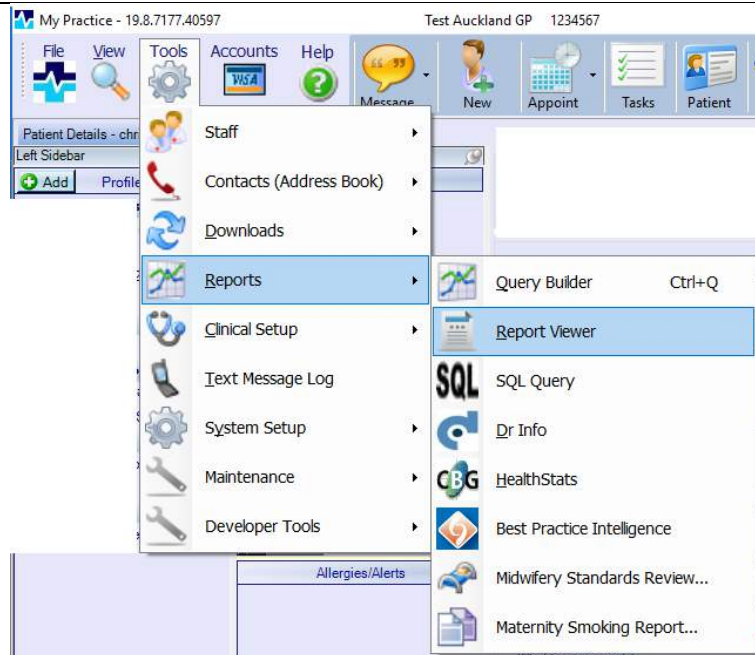 My Practice - 19.8.7177.40597 Test Auckland GP 1234567
File View Tools Accounts Help
VISA
Message New Appoint Tasks Patient
Patient Details - chr
Left Sidebar
Add Profile
Staff
Contacts (Address Book)
Downloads
Reports
Clinical Setup
Text Message Log
System Setup
Maintenance
Developer Tools
Query Builder Ctrl+Q
Report Viewer
SQL SQL Query
Dr Info
CBG HealthStats
Best Practice Intelligence
Midwifery Standards Review...
Maternity Smoking Report...
Allergies/Alerts